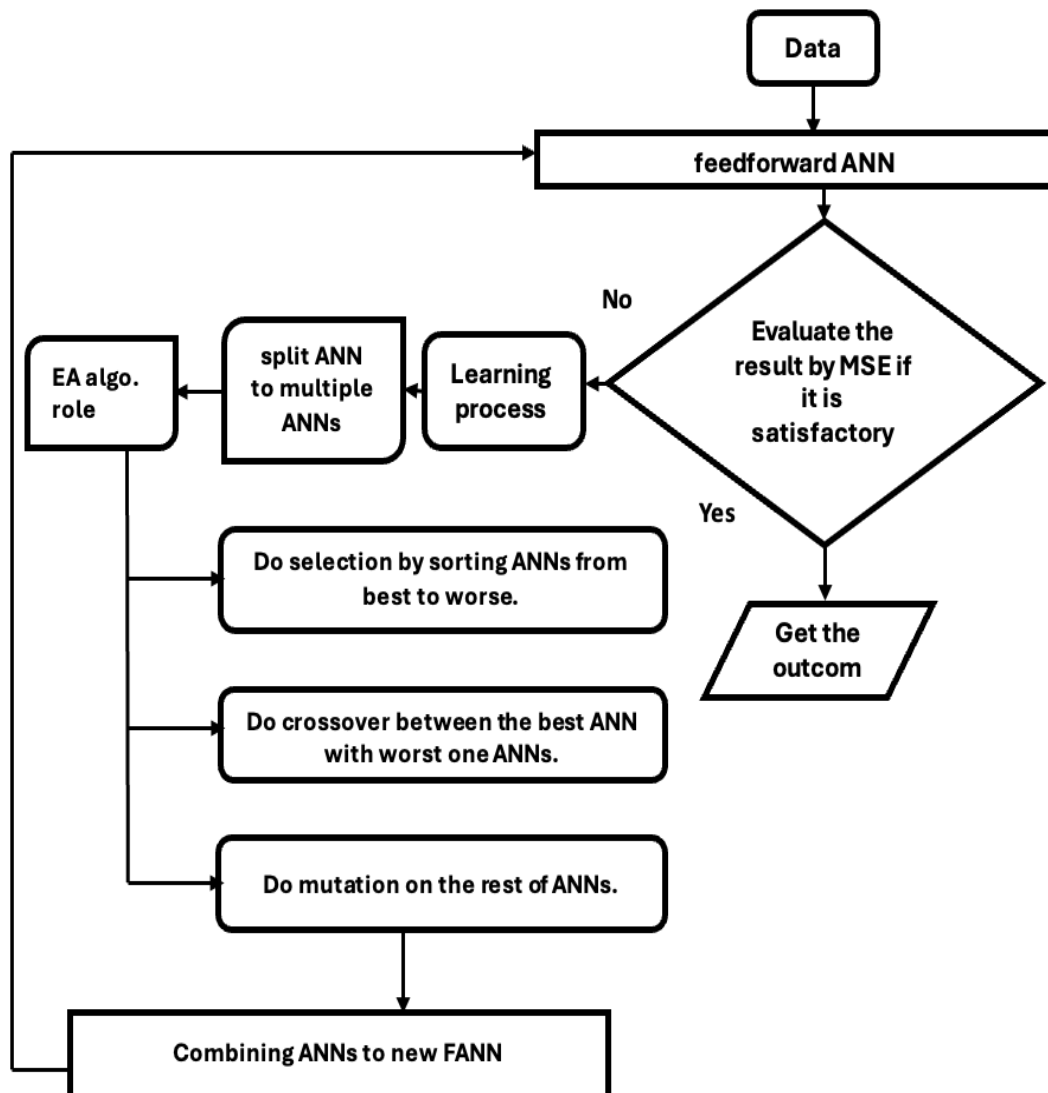 Data
feedforward ANN
No
Evaluate the
result by MSE if
it is
satisfactory
Learning
process
split ANN
to multiple
ANNs
EA algo.
role
Yes
Do selection by sorting ANNs from
best to worse.
Get the
outcom
Do crossover between the best ANN
with worst one ANNs.
Do mutation on the rest of ANNs.
Combining ANNs to new FANN